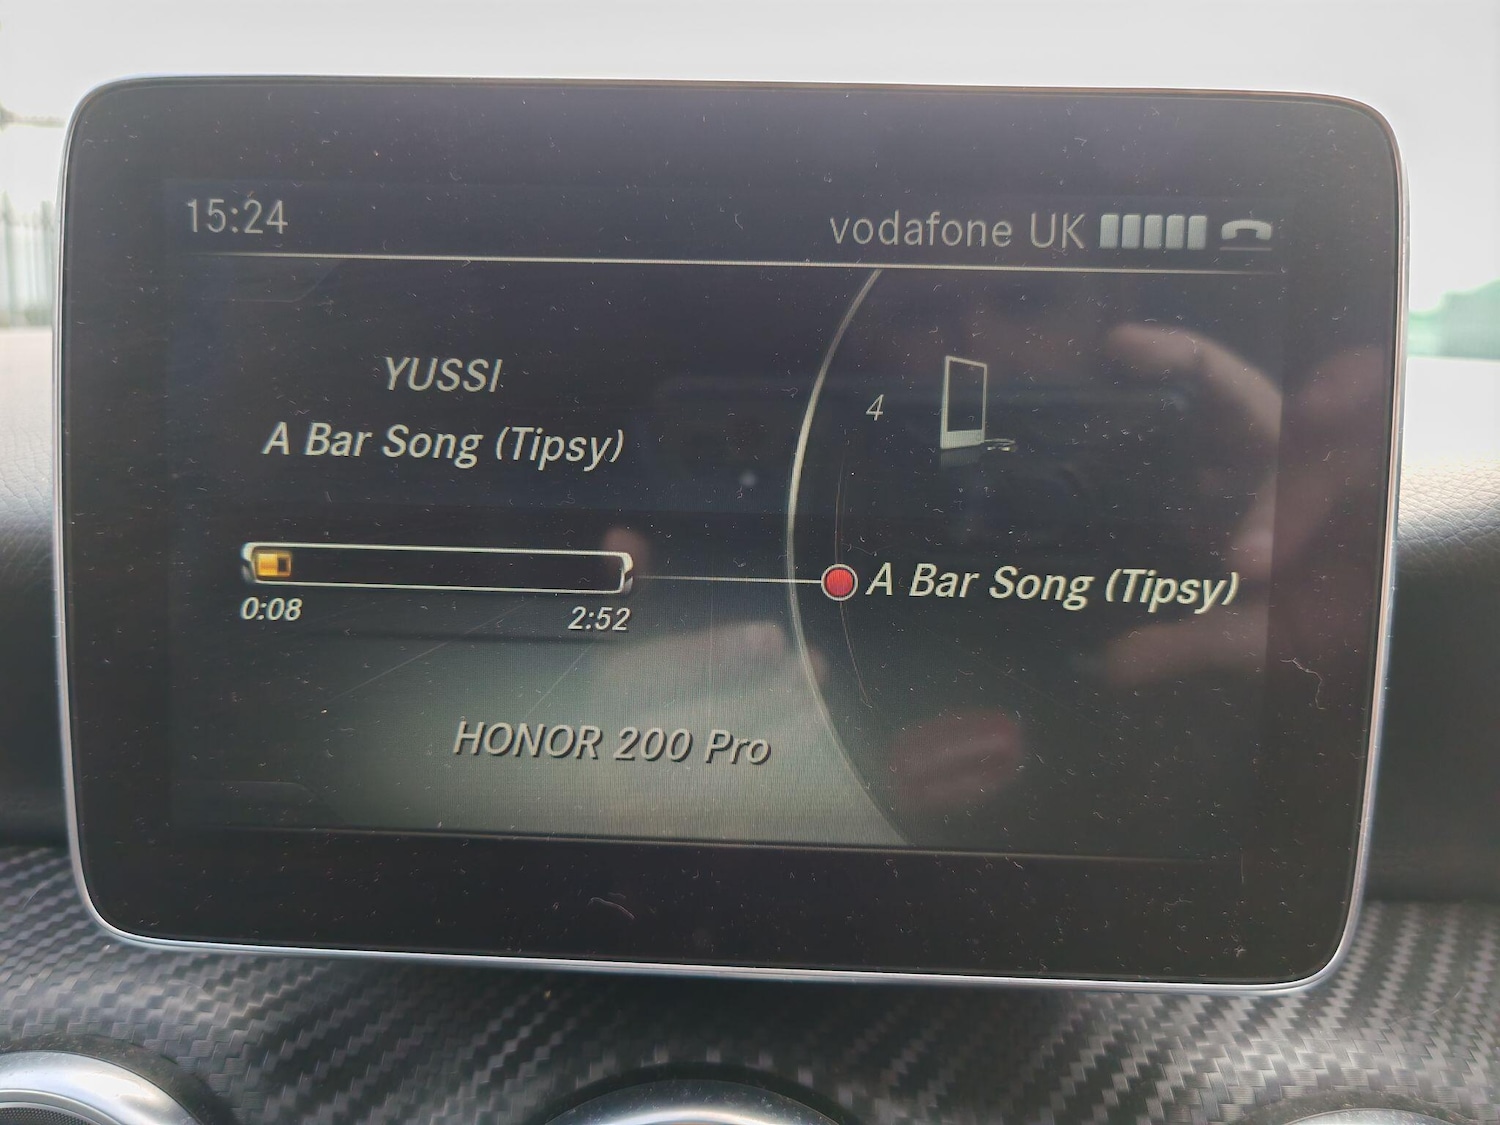 15:24
vodafone UK
YUSSI
A Bar Song (Tipsy)
4
0:08
2:52
A Bar Song (Tipsy)
HONOR 200 Pro